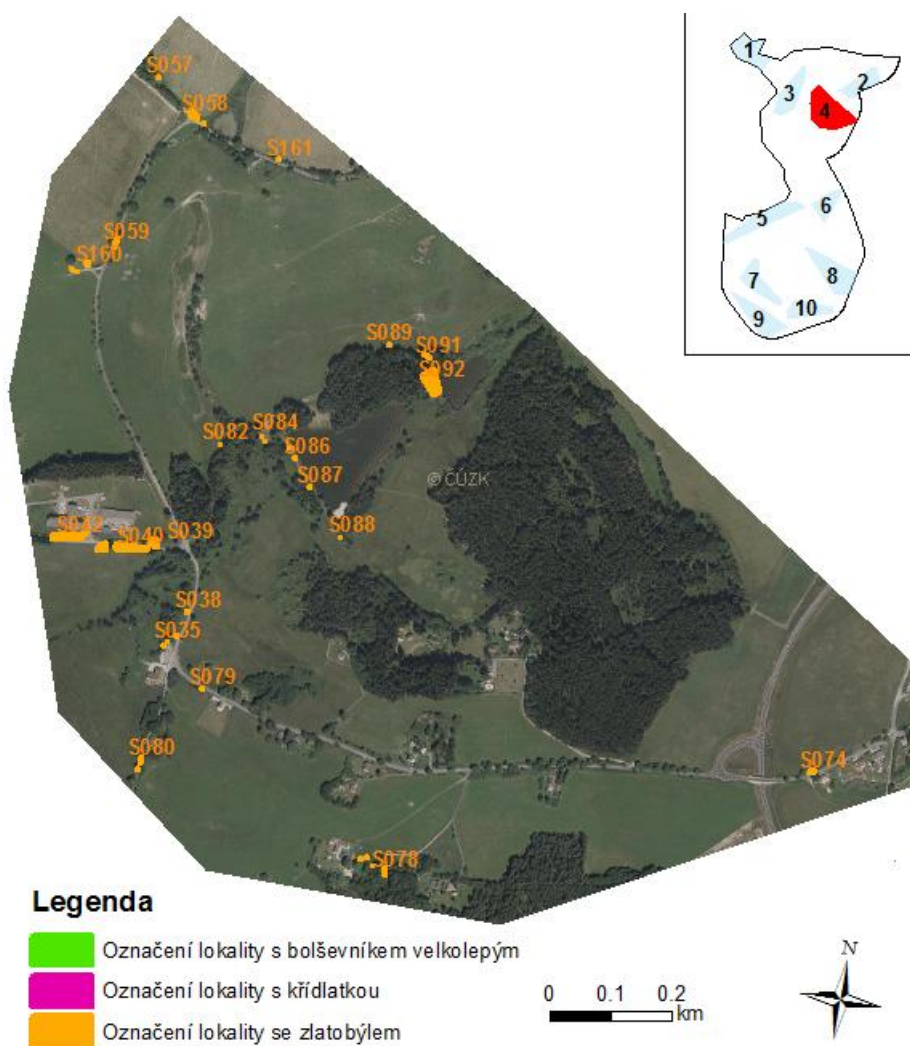 S057
S058
S161
S059
S160
S089
S091
S092
S082
S084
S086
S087
© ČÚZK
S088
S042
S040
S039
S038
S035
S079
S080
S074
S078
1
2
3
4
5
6
7
8
9
10
Legenda
Označení lokality s bolševníkem velkolepým
Označení lokality s křídlatkou
Označení lokality se zlatobýlem
0 0.1 0.2
km
N